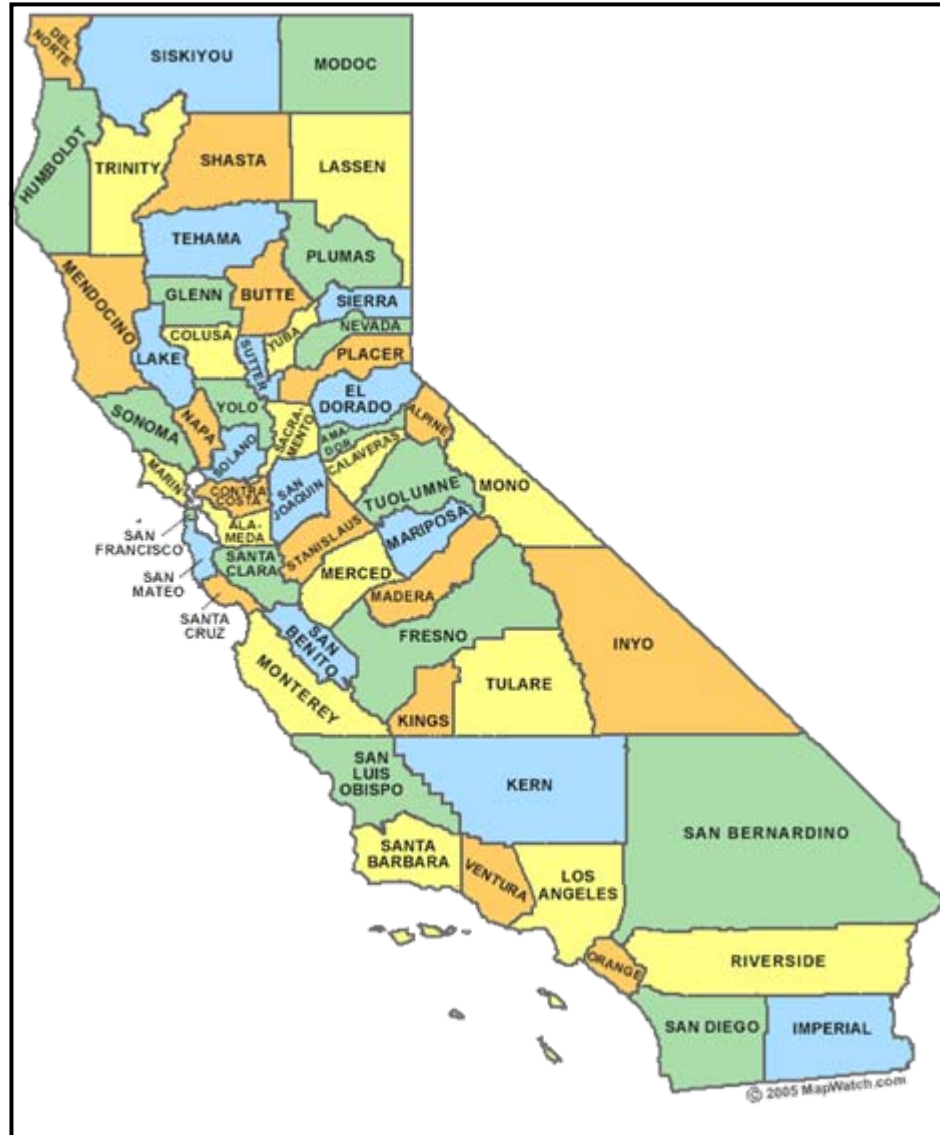 DEL
NORTE
SISKIYOU
MODOC
HUMBOLDT
TRINITY
SHASTA
LASSEN
TEHAMA
PLUMAS
MENDOCINO
GLENN
BUTTE
SIERRA
NEVADA
COLUSA
YUBA
LAKE
SUTTER
PLACER
EL
DORADO
SONOMA
NAPA
YOLO
SACRA-
MENTO
ALPINE
AMA-
DOR
SOLANO
CALAVERAS
MARIN
CONTRA
COSTA
SAN
JOAQUIN
TUOLUMNE
MONO
SAN
FRANCISCO
ALA-
MEDA
STANISLAUS
MARIPOSA
SAN
MATEO
SANTA
CLARA
MERCED
MADERA
SANTA
CRUZ
SAN
BENITO
FRESNO
INYO
MONTEREY
TULARE
KINGS
SAN
LUIS
OBISPO
KERN
SAN BERNARDINO
SANTA
BARBARA
VENTURA
LOS
ANGELES
ORANGE
RIVERSIDE
SAN DIEGO
IMPERIAL
© 2005 MapWatch.com